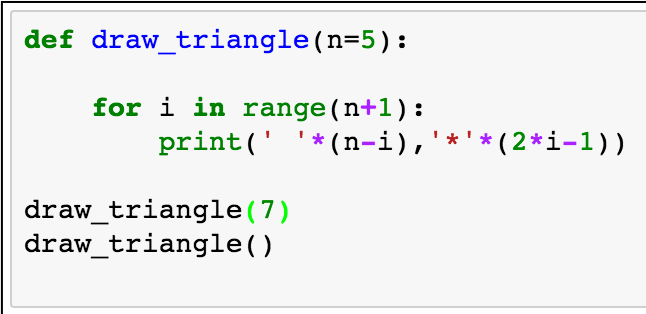 def draw_triangle(n=5):
    for i in range(n+1):
        print(' '*(n-i),'*'*(2*i-1))
draw_triangle(7)
draw_triangle()